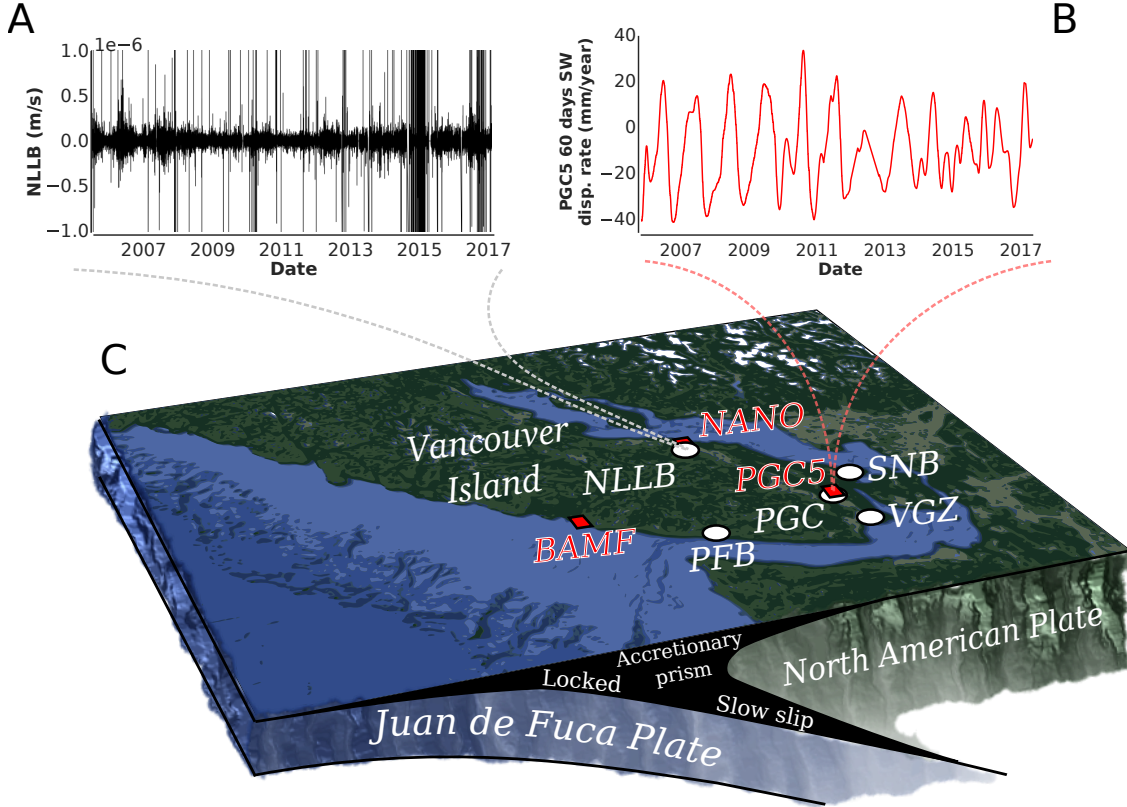 A
1e−6
1.0
0.5
0.0
−0.5
−1.0
NLLB (m/s)
2007 2009 2011 2013 2015 2017
Date
B
40
20
0
−20
−40
PGC5 60 days SW
disp. rate (mm/year)
2007 2009 2011 2013 2015 2017
Date
C
Vancouver
Island
NANO
NLLB
PGC5
SNB
PGC
VGZ
BAMF
PFB
Accretionary
prism
North American Plate
Locked
Slow slip
Juan de Fuca Plate